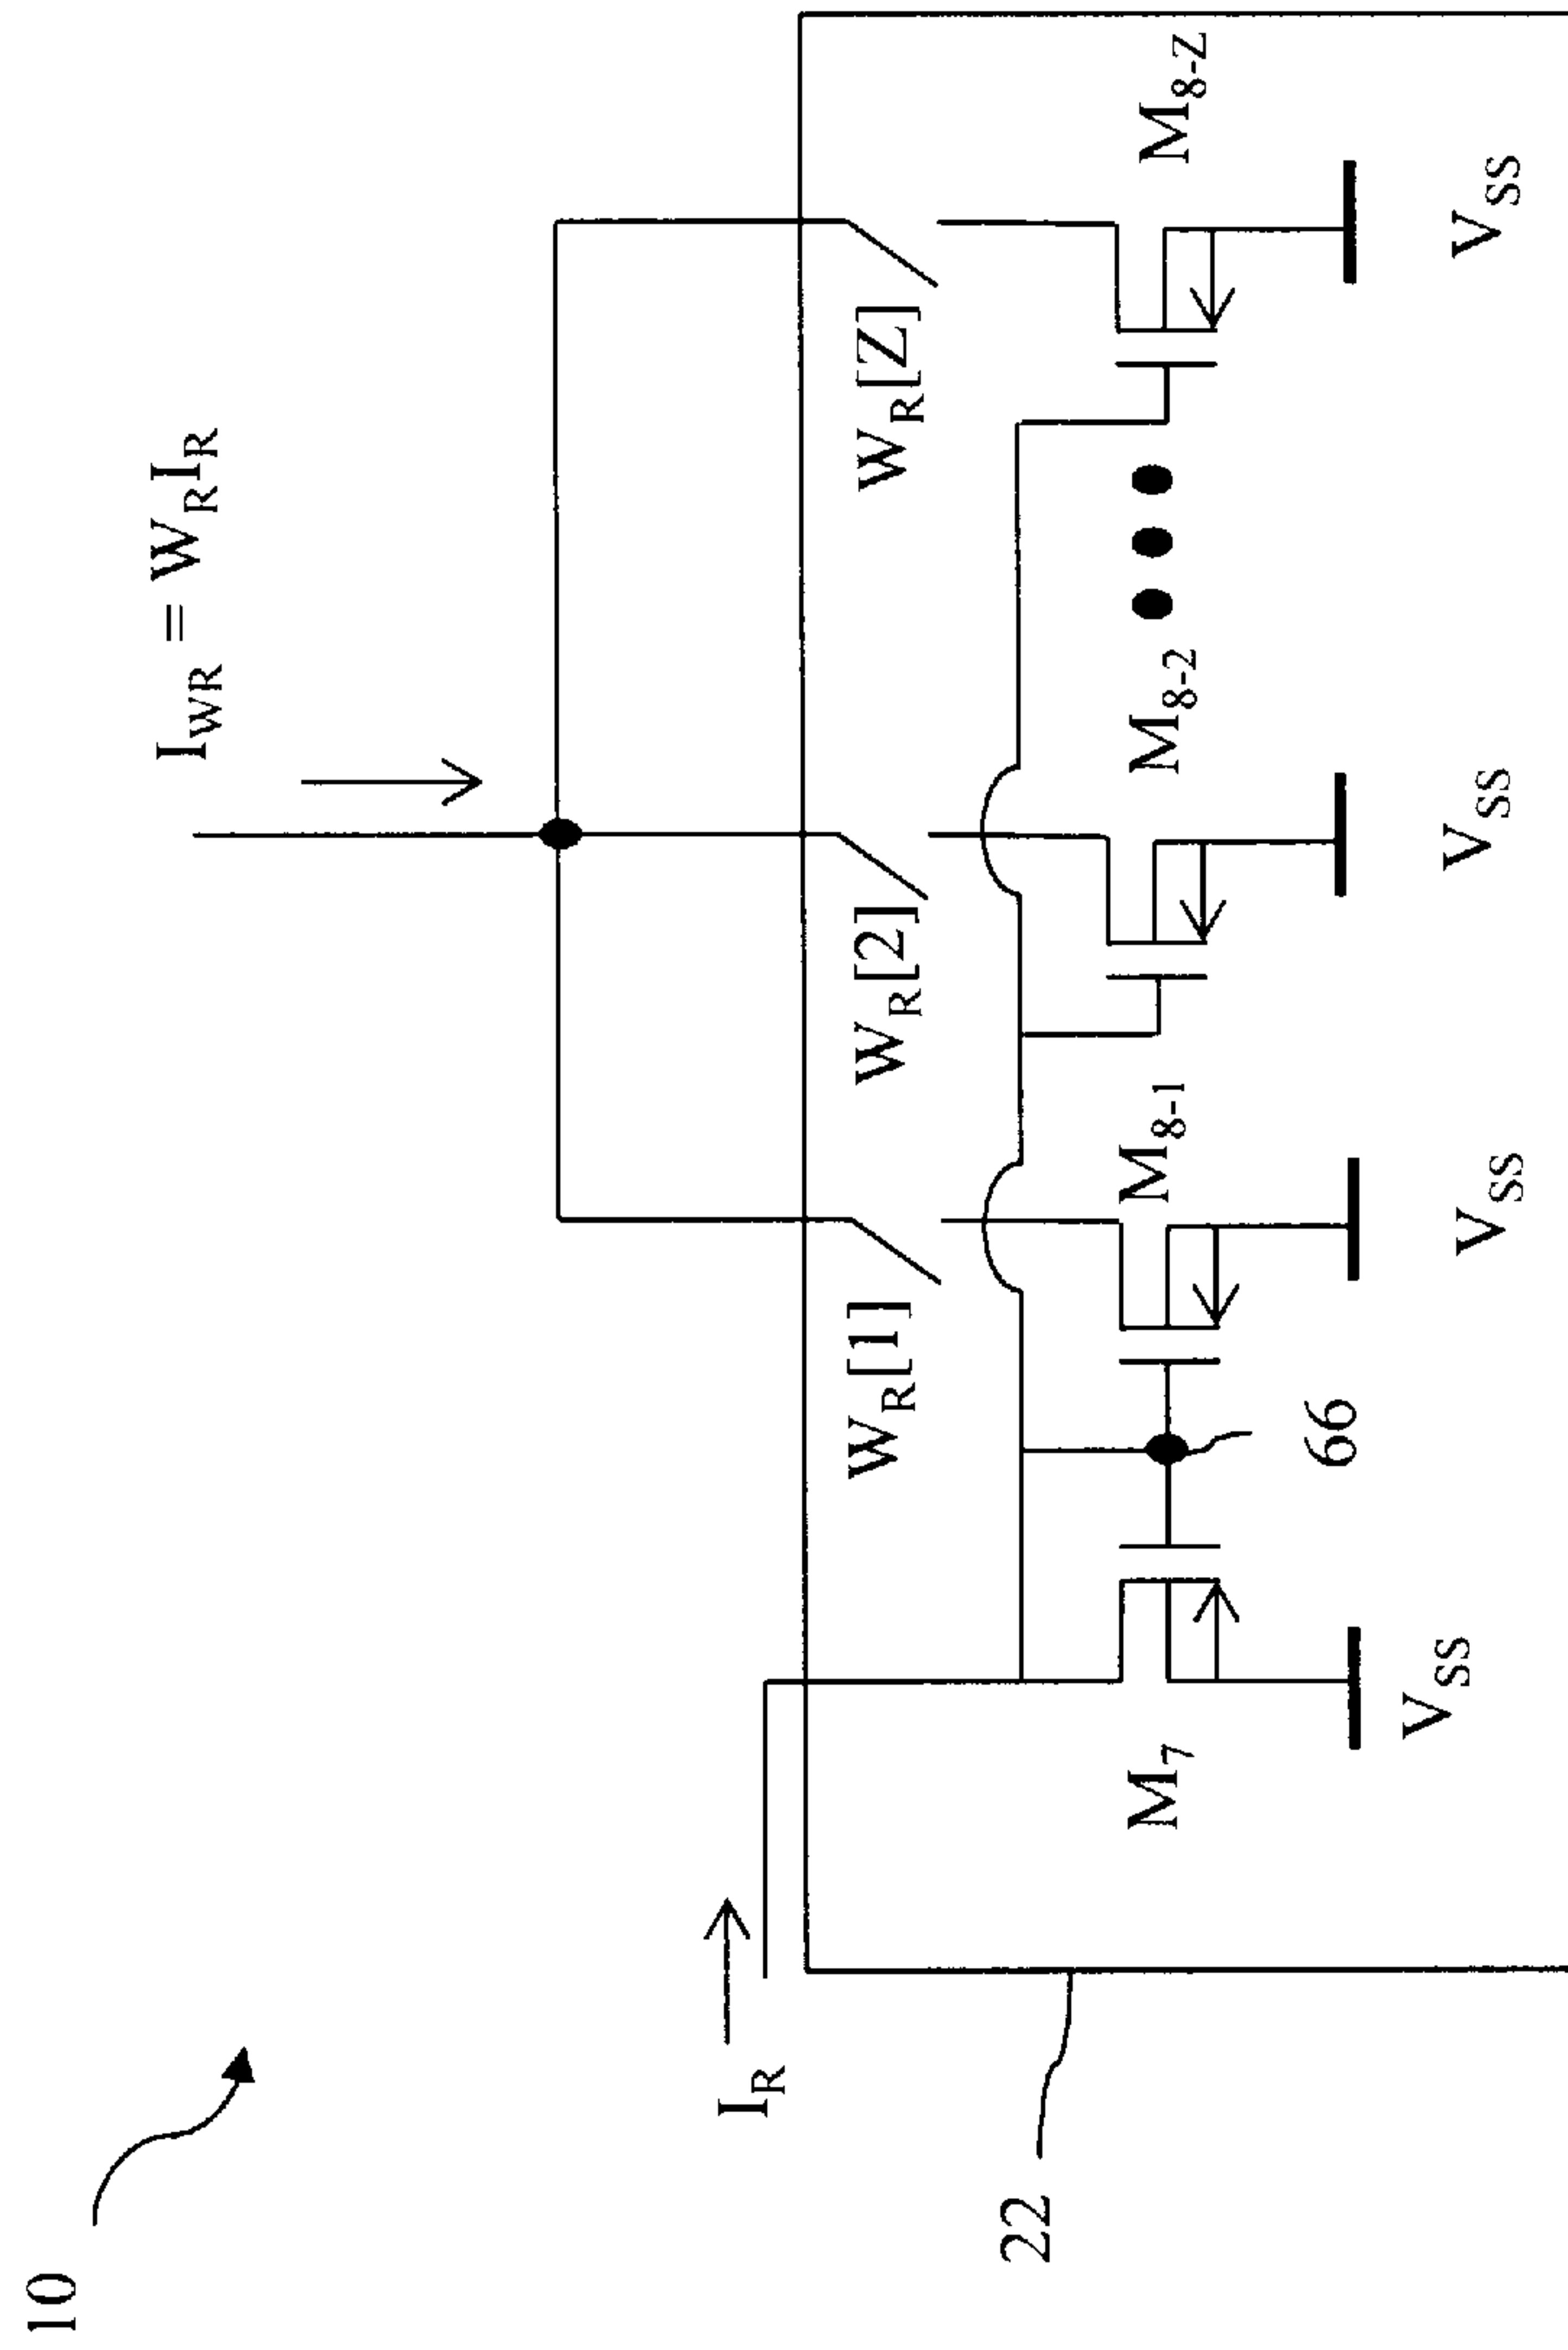 10
I_WR = W_R I_R
I_R
22
W_R[1]
W_R[2]
W_R[Z]
M_7
M_8-1
M_8-2
M_8-Z
66
V_SS
V_SS
V_SS
V_SS